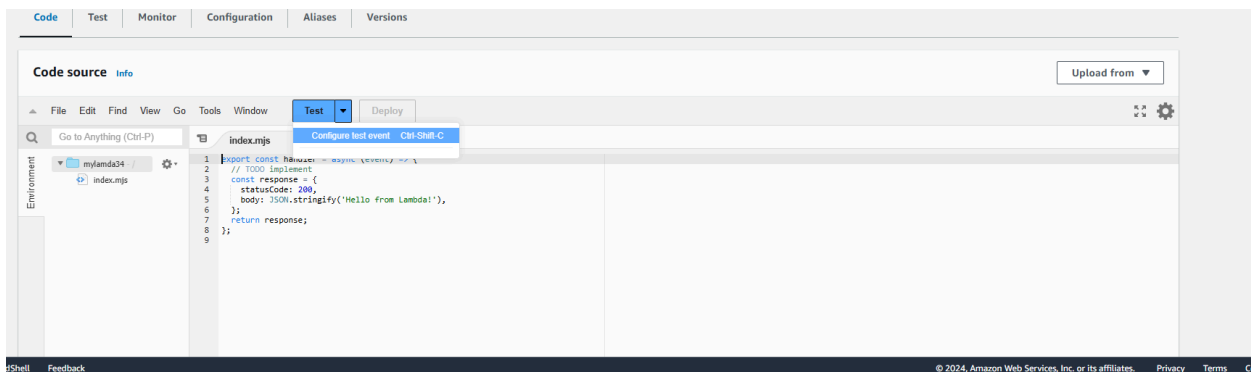 Code Test Monitor Configuration Aliases Versions
Code source Info
Upload from
File Edit Find View Go Tools Window Test Deploy
Go to Anything (Ctrl-P)
index.mjs
Configure test event Ctrl-Shift-C
Environment
mylamda34 /
index.mjs
1 export const handler = async (event) => {
2 // TODO implement
3 const response = {
4 statusCode: 200,
5 body: JSON.stringify('Hello from Lambda!'),
6 };
7 return response;
8 };
9
dShell Feedback
© 2024, Amazon Web Services, Inc. or its affiliates. Privacy Terms